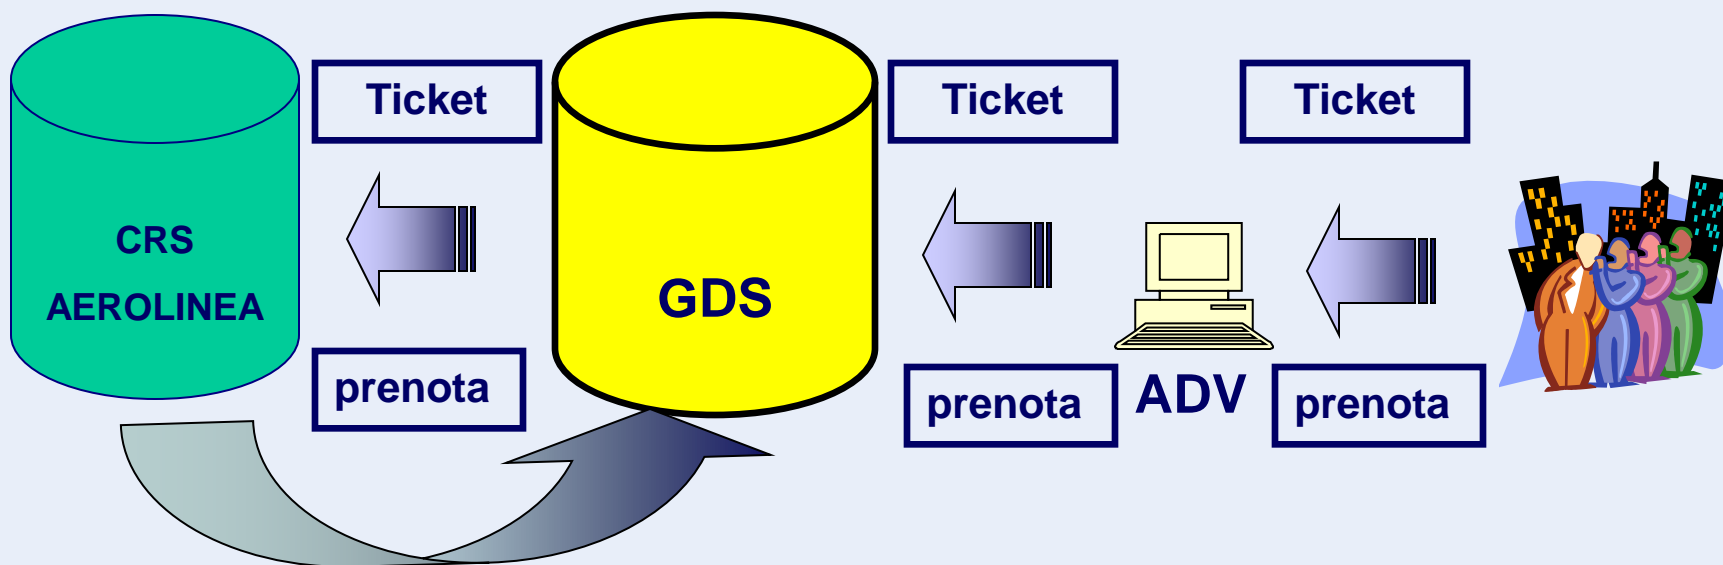 Ticket
Ticket
Ticket
CRS
AEROLINEA
GDS
prenota
prenota
ADV
prenota